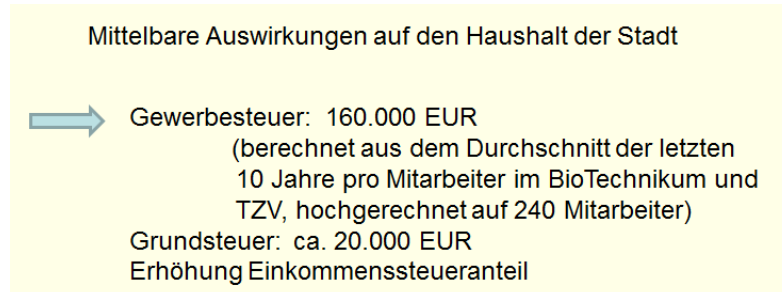 Mittelbare Auswirkungen auf den Haushalt der Stadt
Gewerbesteuer: 160.000 EUR
(berechnet aus dem Durchschnitt der letzten
10 Jahre pro Mitarbeiter im BioTechnikum und
TZV, hochgerechnet auf 240 Mitarbeiter)
Grundsteuer: ca. 20.000 EUR
Erhöhung Einkommenssteueranteil